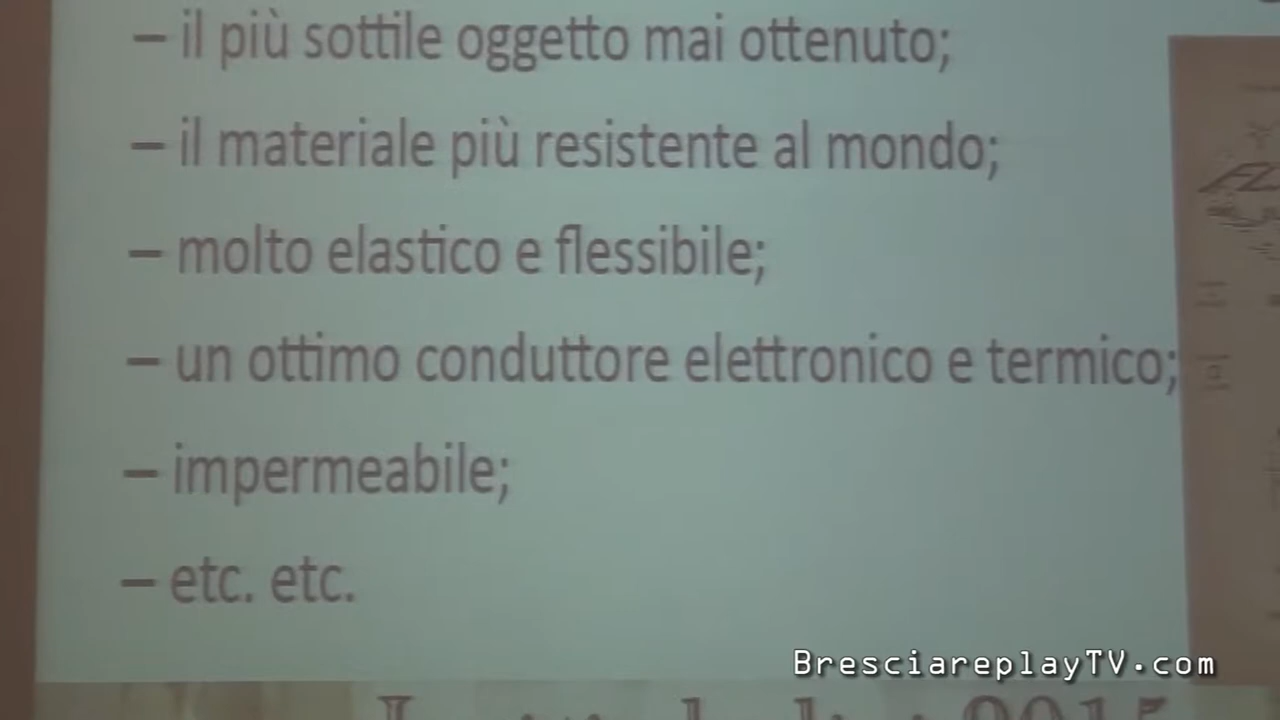 – il più sottile oggetto mai ottenuto;
– il materiale più resistente al mondo;
– molto elastico e flessibile;
– un ottimo conduttore elettronico e termico;
– impermeabile;
– etc. etc.
BresciareplayTV.com